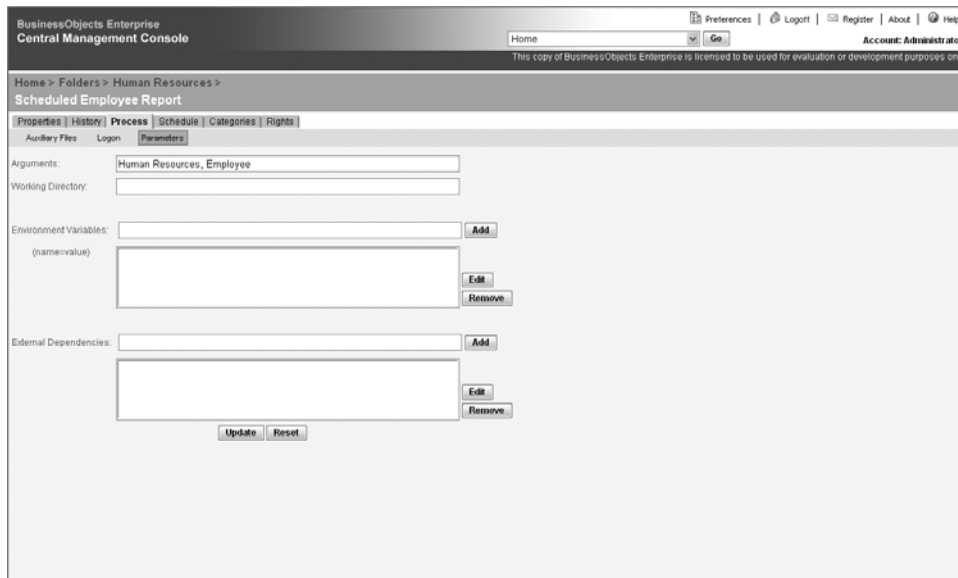 BusinessObjects Enterprise
Central Management Console
Preferences | Logoff | Register | About | Help
Home Go Account: Administrato
This copy of BusinessObjects Enterprise is licensed to be used for evaluation or development purposes on
Home > Folders > Human Resources >
Scheduled Employee Report
Properties | History | Process | Schedule | Categories | Rights |
Auxiliary Files Logon Parameters
Arguments: Human Resources, Employee
Working Directory:
Environment Variables: Add
(name=value)
Edit
Remove
External Dependencies: Add
Edit
Remove
Update Reset